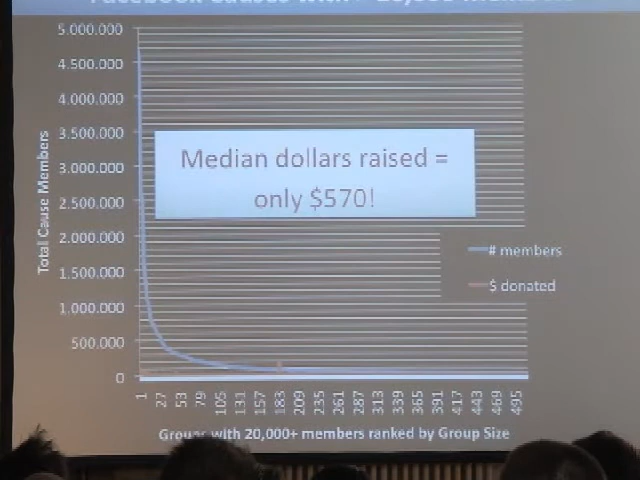 5.000.000
4.500.000
4.000.000
3.500.000
3.000.000
2.500.000
2.000.000
1.500.000
1.000.000
500.000
0
Total Cause Members
Median dollars raised =
only $570!
# members
$ donated
1 27 53 79 105 131 157 183 209 235 261 287 313 339 365 391 417 443 469 495
Groups with 20,000+ members ranked by Group Size